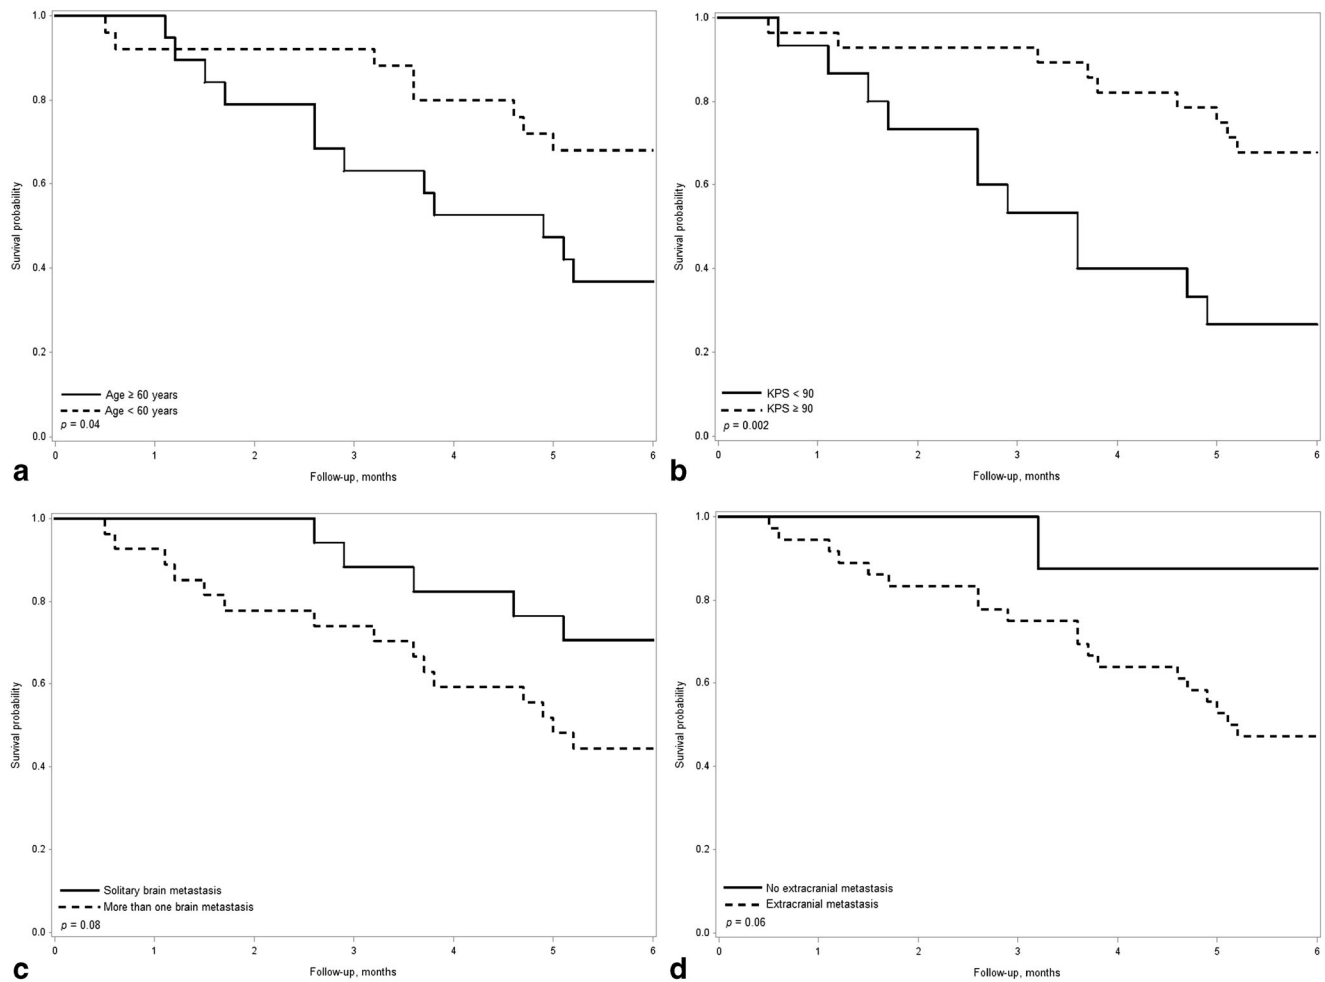 1.0
0.8
0.6
0.4
0.2
0.0
Survival probability
Age ≥ 60 years
Age < 60 years
p = 0.04
0 1 2 3 4 5 6
Follow-up, months
a
1.0
0.8
0.6
0.4
0.2
0.0
Survival probability
KPS < 90
KPS ≥ 90
p = 0.002
0 1 2 3 4 5 6
Follow-up, months
b
1.0
0.8
0.6
0.4
0.2
0.0
Survival probability
Solitary brain metastasis
More than one brain metastasis
p = 0.08
0 1 2 3 4 5 6
Follow-up, months
c
1.0
0.8
0.6
0.4
0.2
0.0
Survival probability
No extracranial metastasis
Extracranial metastasis
p = 0.06
0 1 2 3 4 5 6
Follow-up, months
d